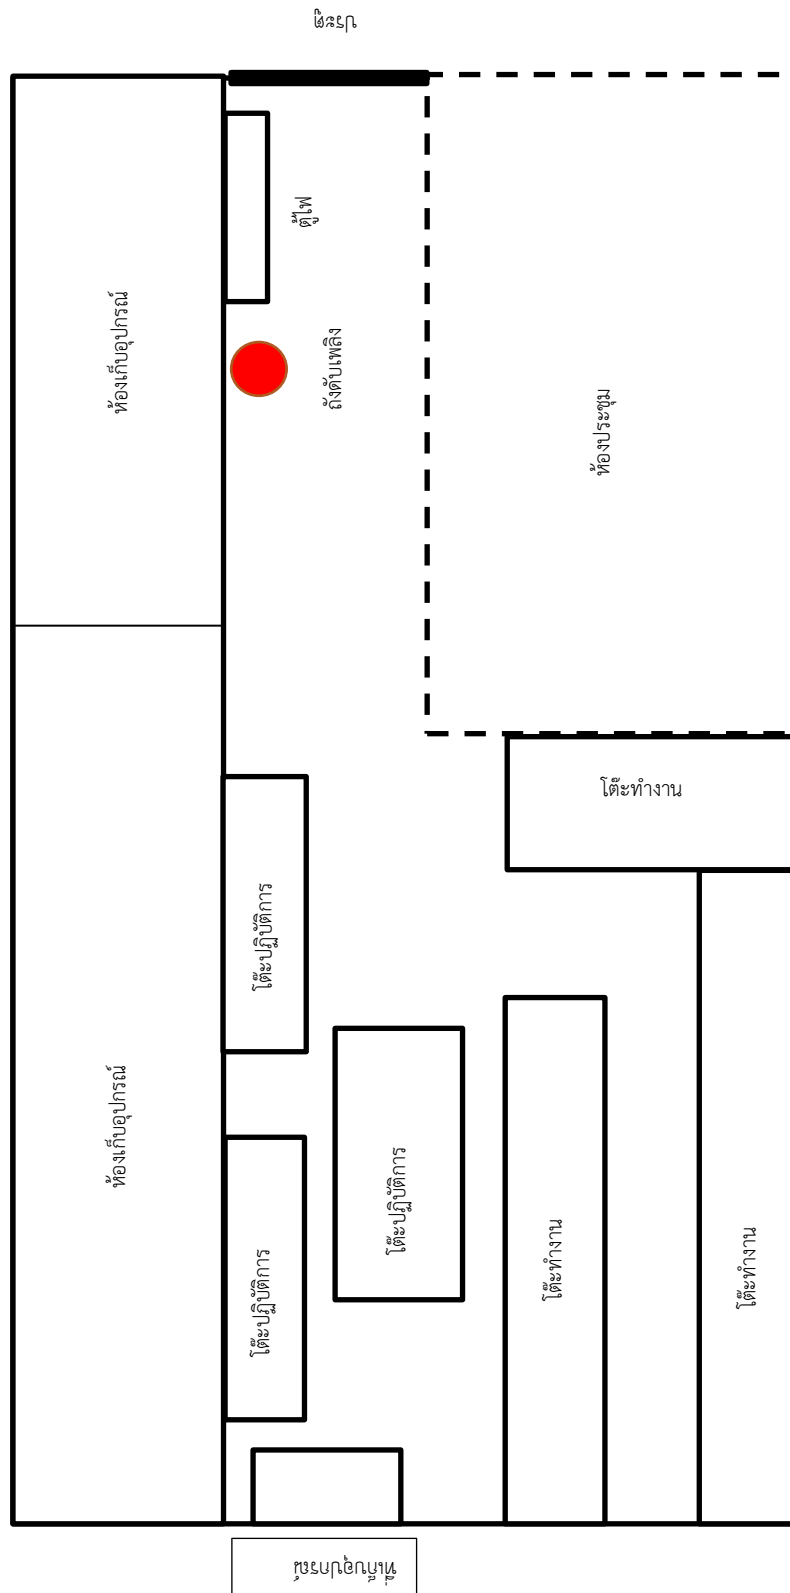 ประตู
ตู้ไฟ
ห้องเก็บอุปกรณ์
ถังดับเพลิง
ห้องประชุม
โต๊ะทำงาน
โต๊ะปฏิบัติการ
ห้องเก็บอุปกรณ์
โต๊ะปฏิบัติการ
โต๊ะปฏิบัติการ
โต๊ะทำงาน
โต๊ะทำงาน
ที่เก็บอุปกรณ์